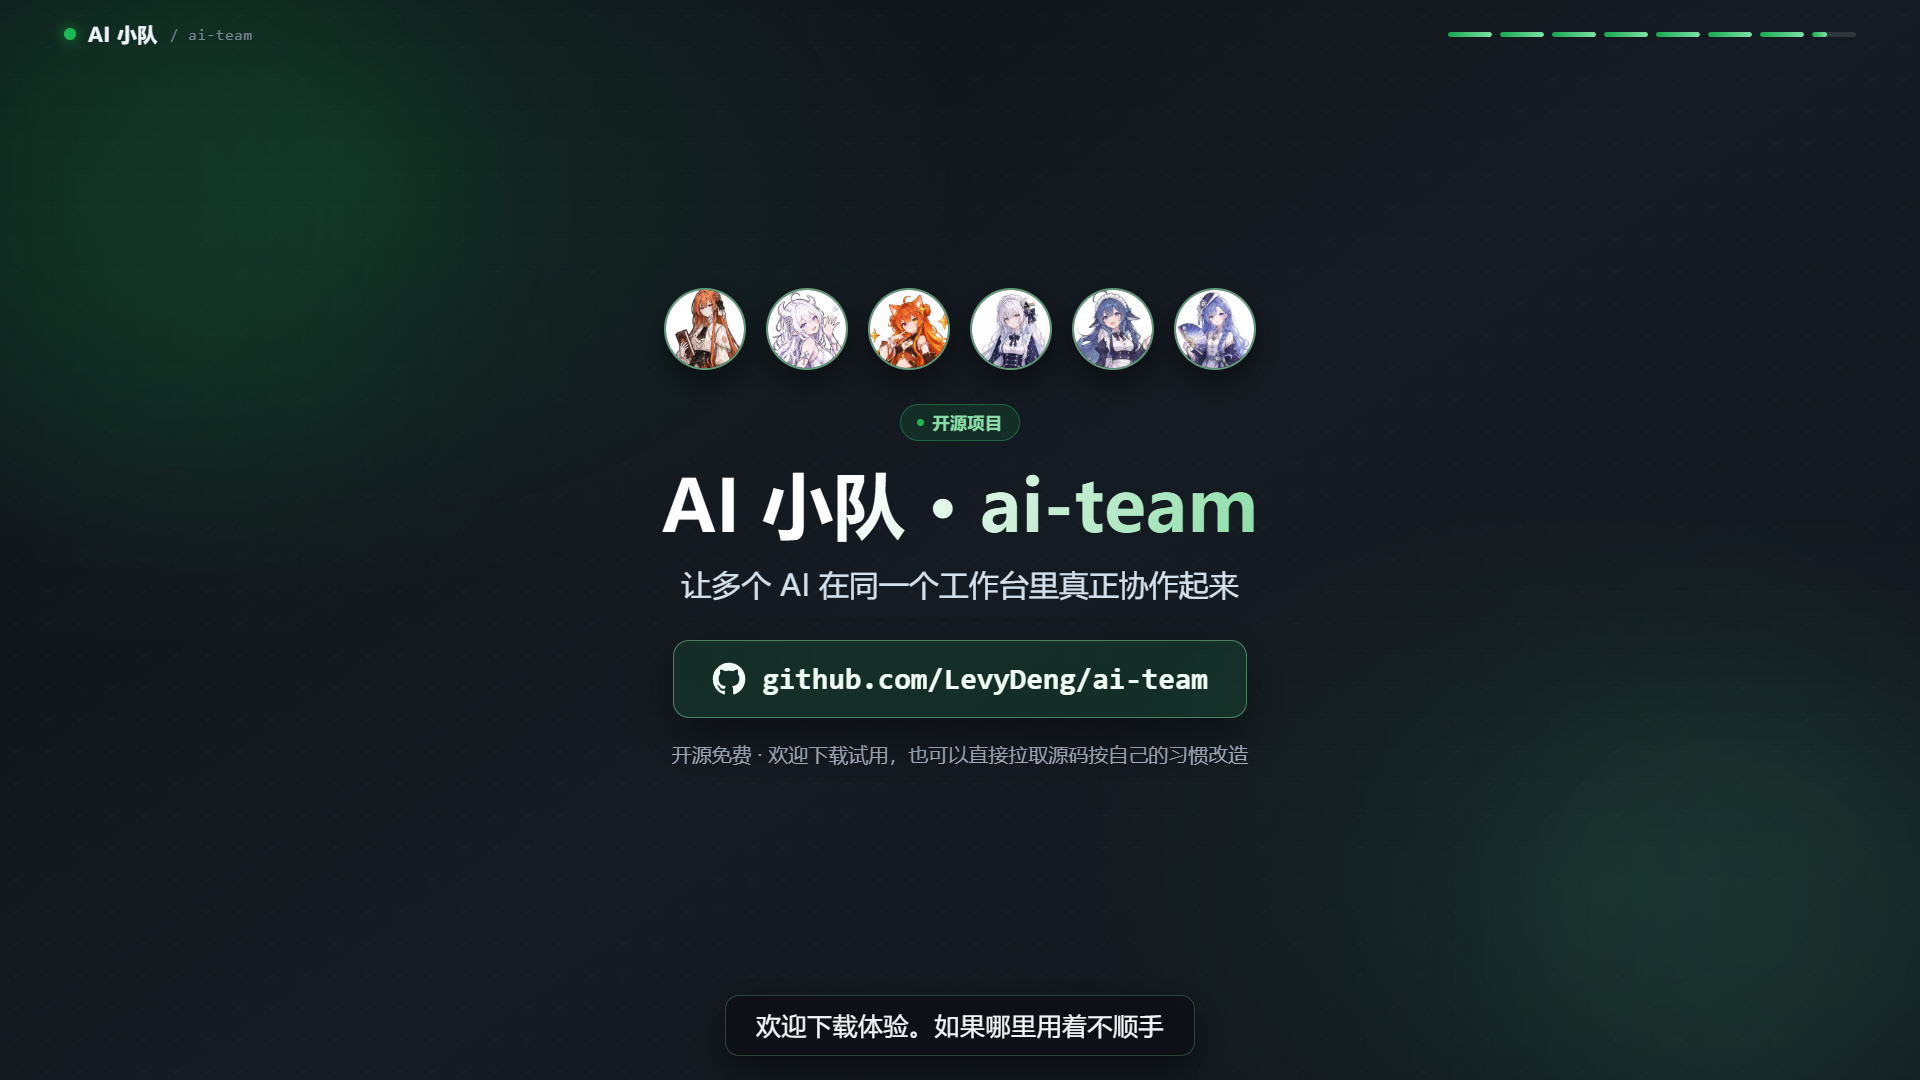 AI 小队 / ai-team
开源项目
AI 小队 · ai-team
让多个 AI 在同一个工作台里真正协作起来
github.com/LevyDeng/ai-team
开源免费 · 欢迎下载试用，也可以直接拉取源码按自己的习惯改造
欢迎下载体验。如果哪里用着不顺手